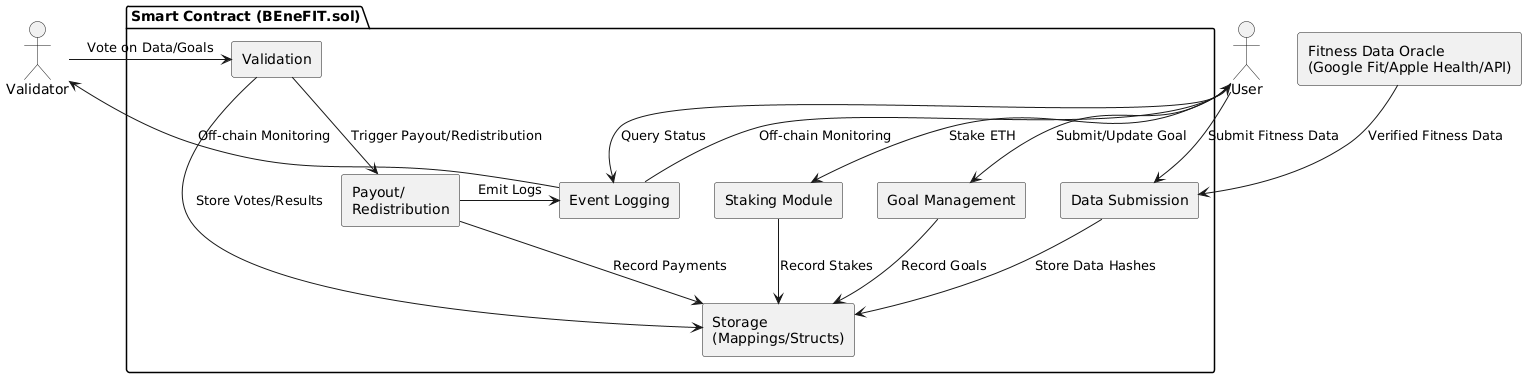 Smart Contract (BEneFIT.sol)
Vote on Data/Goals
Validation
Fitness Data Oracle
(Google Fit/Apple Health/API)
Validator
User
Off-chain Monitoring
Trigger Payout/Redistribution
Query Status
Off-chain Monitoring
Stake ETH
Submit/Update Goal
Submit Fitness Data
Verified Fitness Data
Store Votes/Results
Payout/
Redistribution
Emit Logs
Event Logging
Staking Module
Goal Management
Data Submission
Record Payments
Record Stakes
Record Goals
Store Data Hashes
Storage
(Mappings/Structs)